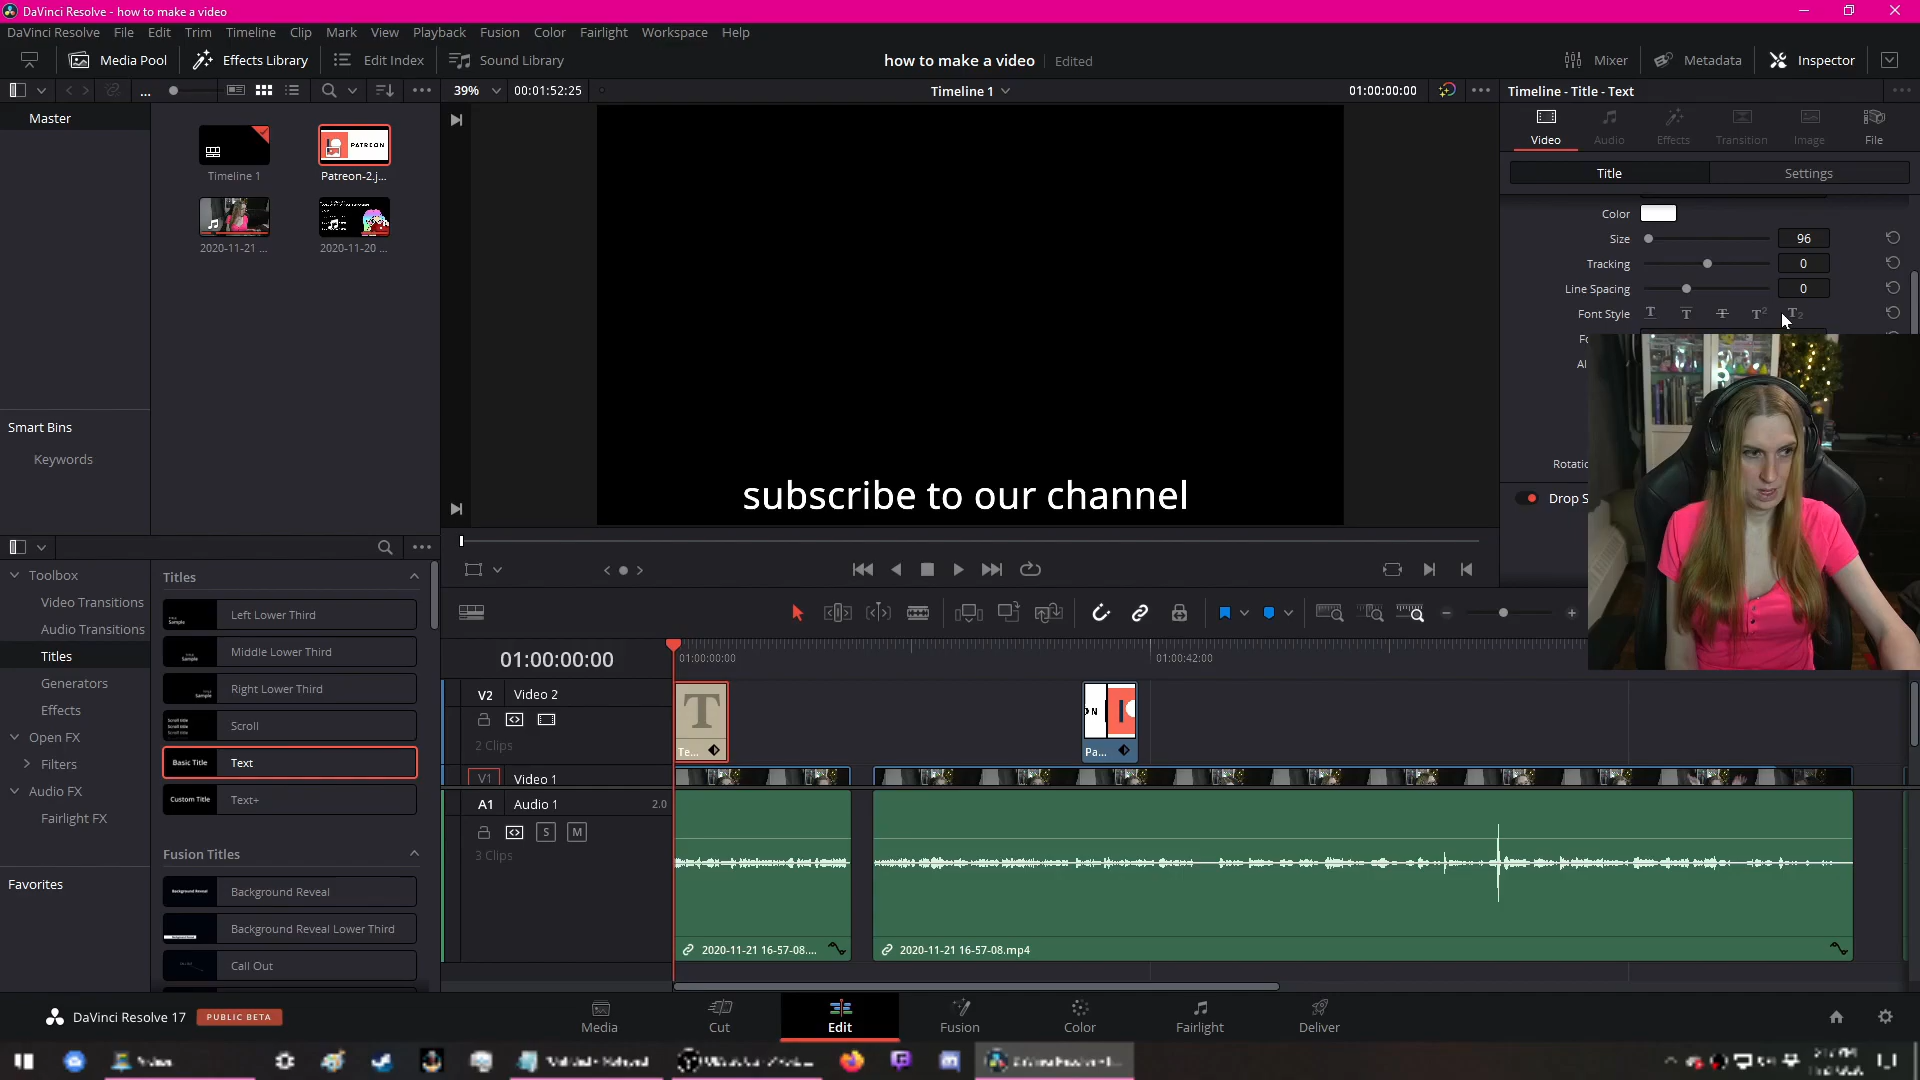 DaVinci Resolve - how to make a video
DaVinci Resolve File Edit Trim Timeline Clip Mark View Playback Fusion Color Fairlight Workspace Help
Media Pool Effects Library Edit Index Sound Library how to make a video Edited Mixer Metadata Inspector
... 39% 00:01:52:25 Timeline 1 01:00:00:00 Timeline - Title - Text
Master
Timeline 1
Patreon-2.j...
PATREON
2020-11-21 ...
2020-11-20 ...
Smart Bins
Keywords
subscribe to our channel
Video Audio Effects Transition Image File
Title Settings
Color
Size 96
Tracking 0
Line Spacing 0
Font Style T T T T2 T2
Fo
Al
Rotatio
Drop S
Toolbox
Video Transitions
Audio Transitions
Titles
Generators
Effects
Open FX
Filters
Audio FX
Fairlight FX
Favorites
Titles
Left Lower Third
Middle Lower Third
Right Lower Third
Scroll
Basic Title Text
Custom Title Text+
Fusion Titles
Background Reveal Background Reveal
Background Reveal Lower Third
Call Out
01:00:00:00 01:00:00:00 01:00:42:00
V2 Video 2
2 Clips
Te...
Pa...
V1 Video 1
A1 Audio 1 2.0
S M
3 Clips
2020-11-21 16-57-08....
2020-11-21 16-57-08.mp4
DaVinci Resolve 17 PUBLIC BETA
Media Cut Edit Fusion Color Fairlight Deliver